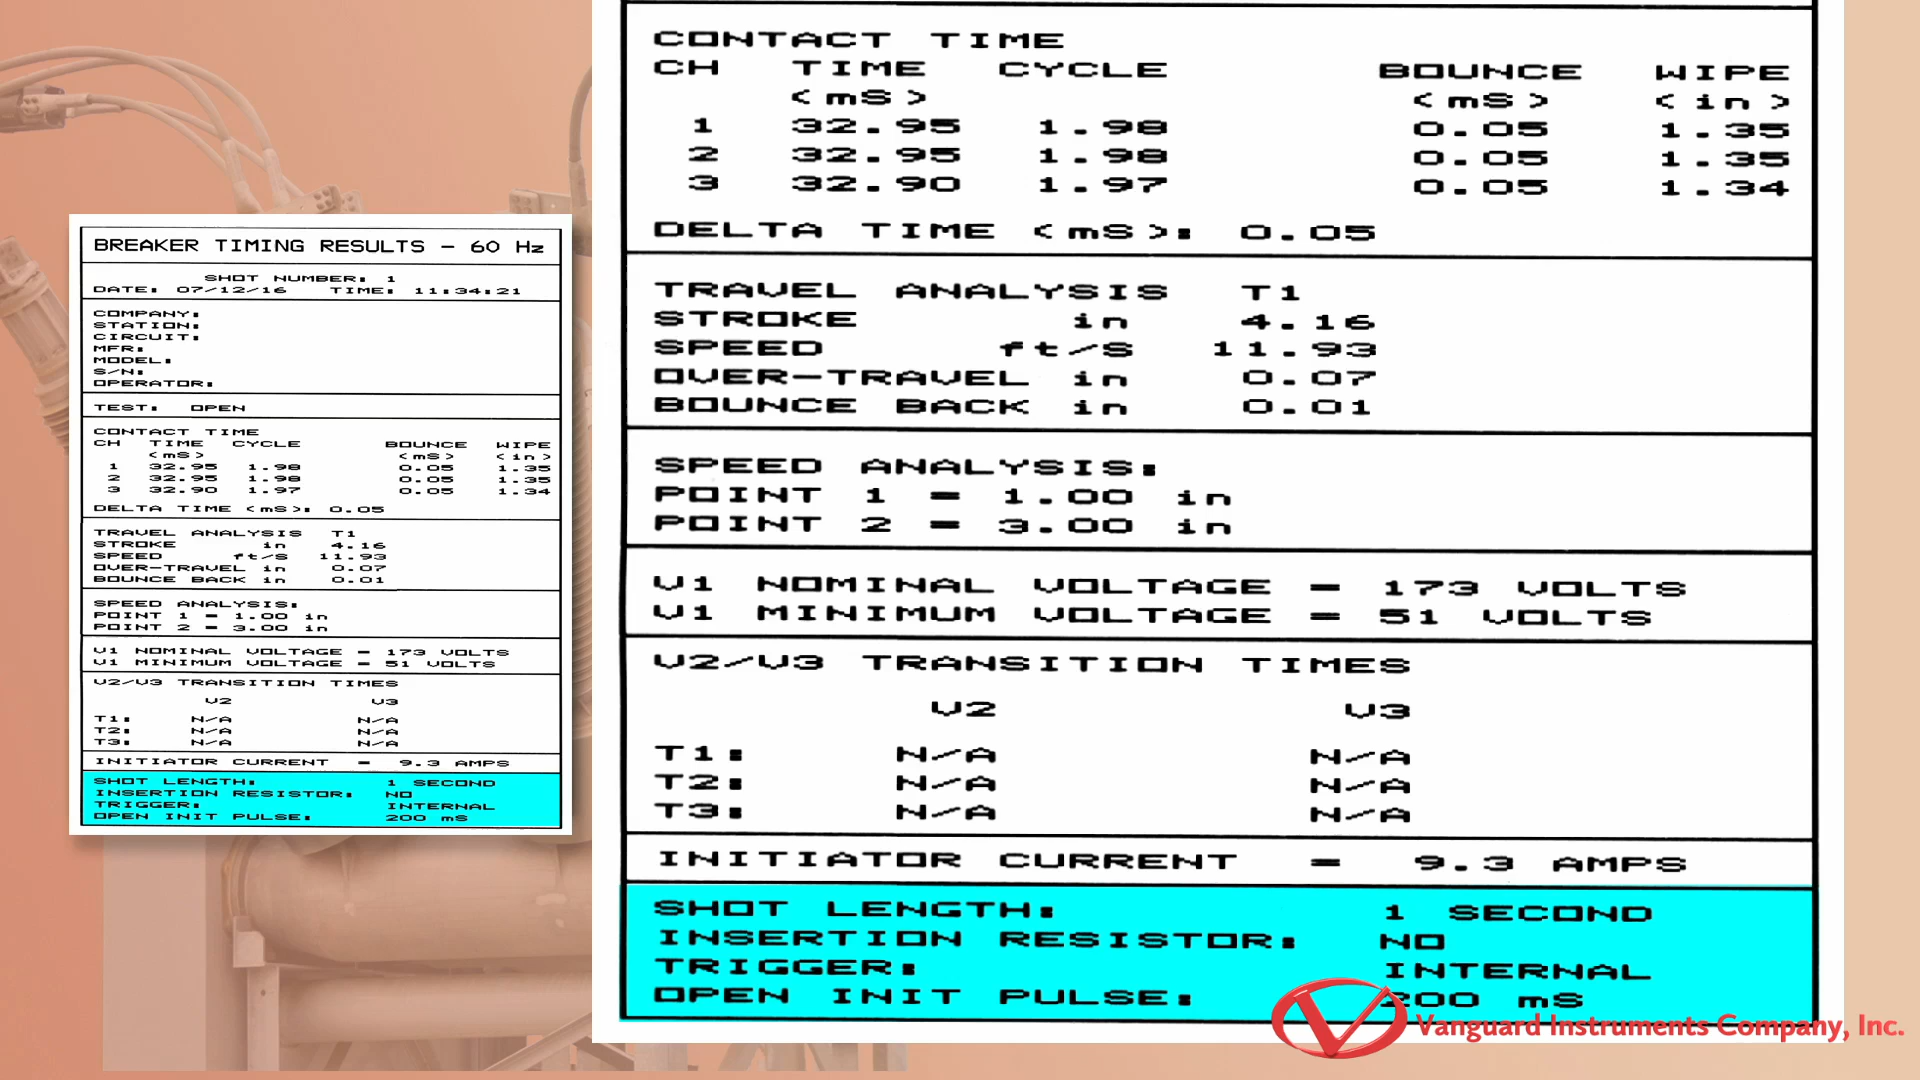 BREAKER TIMING RESULTS - 60 Hz
SHOT NUMBER: 1
DATE: 07/12/16 TIME: 11:34:21
COMPANY:
STATION:
CIRCUIT:
MFR:
MODEL:
S/N:
OPERATOR:
TEST: OPEN
CONTACT TIME
CH TIME CYCLE BOUNCE WIPE
<mS> <mS> <in>
1 32.95 1.98 0.05 1.35
2 32.95 1.98 0.05 1.35
3 32.90 1.97 0.05 1.34
DELTA TIME <mS>: 0.05
TRAVEL ANALYSIS T1
STROKE in 4.16
SPEED ft/S 11.93
OVER-TRAVEL in 0.07
BOUNCE BACK in 0.01
SPEED ANALYSIS:
POINT 1 = 1.00 in
POINT 2 = 3.00 in
V1 NOMINAL VOLTAGE = 173 VOLTS
V1 MINIMUM VOLTAGE = 51 VOLTS
V2/V3 TRANSITION TIMES
V2 V3
T1: N/A N/A
T2: N/A N/A
T3: N/A N/A
INITIATOR CURRENT = 9.3 AMPS
SHOT LENGTH: 1 SECOND
INSERTION RESISTOR: NO
TRIGGER: INTERNAL
OPEN INIT PULSE: 200 mS
CONTACT TIME
CH TIME CYCLE BOUNCE WIPE
<mS> <mS> <in>
1 32.95 1.98 0.05 1.35
2 32.95 1.98 0.05 1.35
3 32.90 1.97 0.05 1.34
DELTA TIME <mS>: 0.05
TRAVEL ANALYSIS T1
STROKE in 4.16
SPEED ft/S 11.93
OVER-TRAVEL in 0.07
BOUNCE BACK in 0.01
SPEED ANALYSIS:
POINT 1 = 1.00 in
POINT 2 = 3.00 in
V1 NOMINAL VOLTAGE = 173 VOLTS
V1 MINIMUM VOLTAGE = 51 VOLTS
V2/V3 TRANSITION TIMES
V2 V3
T1: N/A N/A
T2: N/A N/A
T3: N/A N/A
INITIATOR CURRENT = 9.3 AMPS
SHOT LENGTH: 1 SECOND
INSERTION RESISTOR: NO
TRIGGER: INTERNAL
OPEN INIT PULSE: 200 mS
Vanguard Instruments Company, Inc.